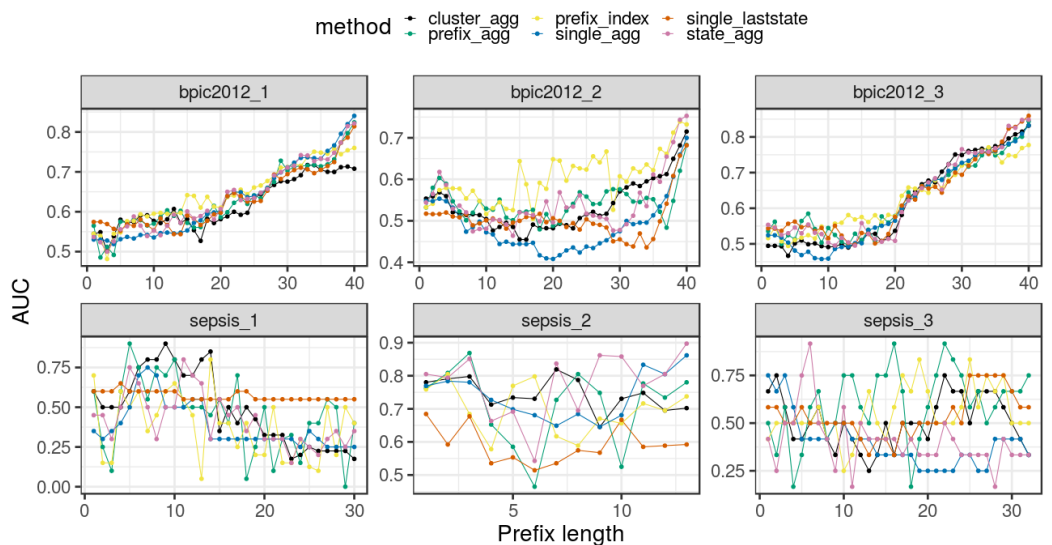 method cluster_agg prefix_index single_laststate
prefix_agg single_agg state_agg
bpic2012_1 bpic2012_2 bpic2012_3
0.8
0.7
0.6
0.5
0 10 20 30 40
0.7
0.6
0.5
0.4
0 10 20 30 40
0.8
0.7
0.6
0.5
0 10 20 30 40
AUC
sepsis_1 sepsis_2 sepsis_3
0.75
0.50
0.25
0.00
0 10 20 30
0.9
0.8
0.7
0.6
0.5
5 10
0.75
0.50
0.25
0 10 20 30
Prefix length